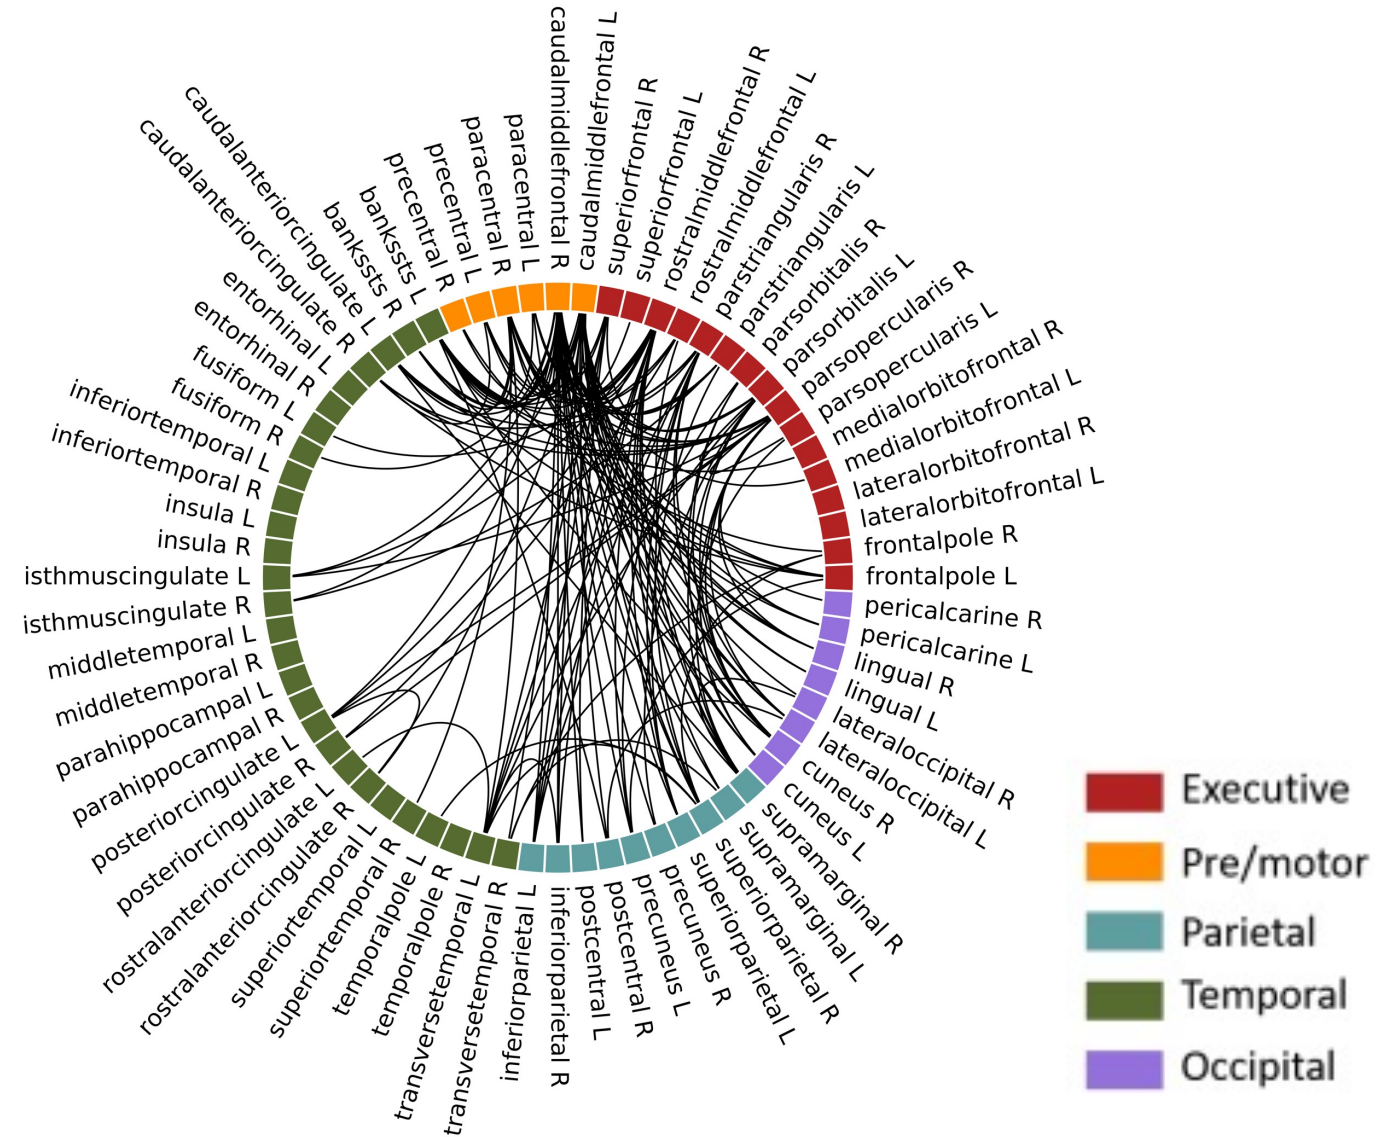 caudalmiddlefrontal R
caudalmiddlefrontal L
superiorfrontal R
superiorfrontal L
rostralmiddlefrontal R
rostralmiddlefrontal L
parstriangularis R
parstriangularis L
parsorbitalis R
parsorbitalis L
parsopercularis R
parsopercularis L
medialorbitofrontal R
medialorbitofrontal L
lateralorbitofrontal R
lateralorbitofrontal L
frontalpole R
frontalpole L
pericalcarine R
pericalcarine L
lingual R
lingual L
lateraloccipital R
lateraloccipital L
cuneus R
cuneus L
supramarginal R
supramarginal L
superiorparietal R
superiorparietal L
precuneus R
precuneus L
postcentral R
postcentral L
inferiorparietal R
inferiorparietal L
transversetemporal R
transversetemporal L
temporalpole R
temporalpole L
superiortemporal R
superiortemporal L
rostralanteriorcingulate R
rostralanteriorcingulate L
posteriorcingulate R
posteriorcingulate L
parahippocampal R
parahippocampal L
middletemporal R
middletemporal L
isthmuscingulate R
isthmuscingulate L
insula R
insula L
inferiortemporal R
inferiortemporal L
fusiform R
fusiform L
entorhinal R
entorhinal L
caudalanteriorcingulate R
caudalanteriorcingulate L
bankssts R
bankssts L
precentral R
precentral L
paracentral R
paracentral L
Executive
Pre/motor
Parietal
Temporal
Occipital